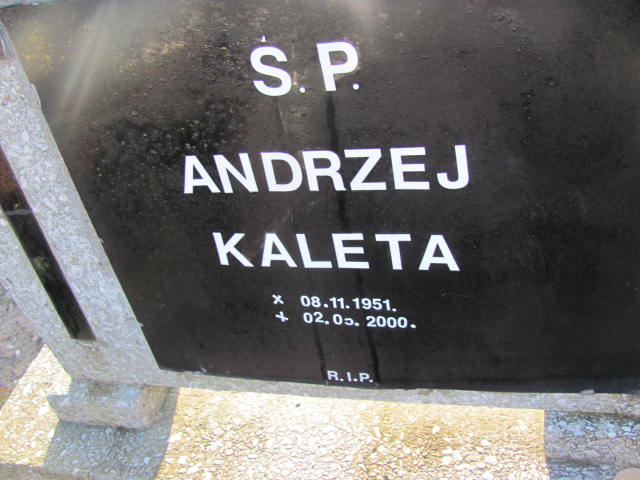 Ś.P.
ANDRZEJ
KALETA
× 08.11.1951.
+ 02.05.2000.
R.I.P.